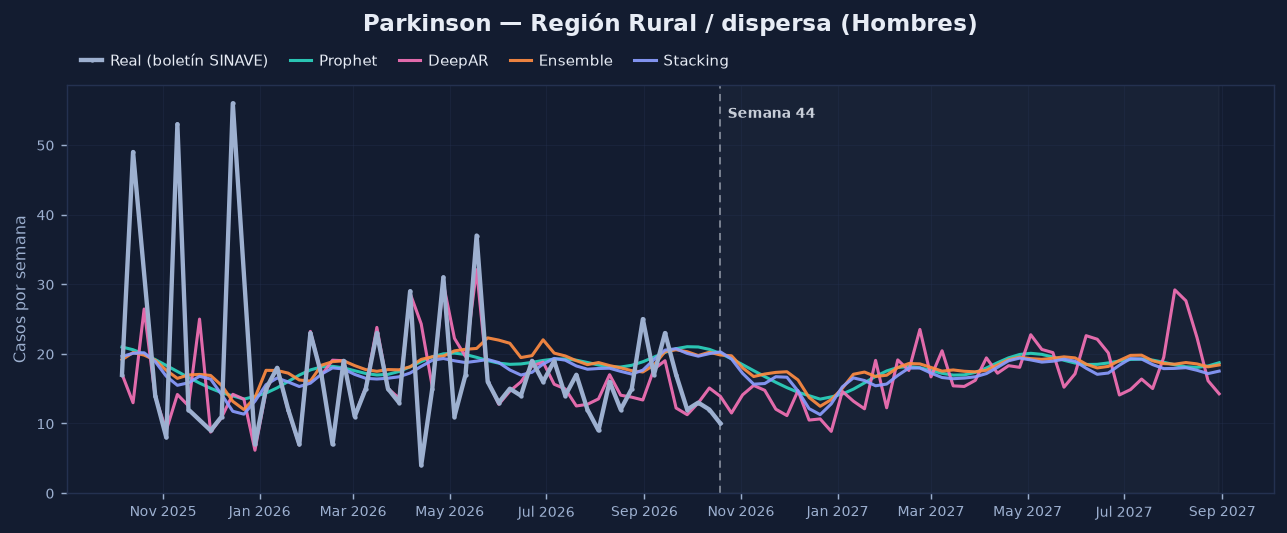 Parkinson — Región Rural / dispersa (Hombres)
Real (boletín SINAVE) Prophet DeepAR Ensemble Stacking
Semana 44
Casos por semana
50
40
30
20
10
0
Nov 2025 Jan 2026 Mar 2026 May 2026 Jul 2026 Sep 2026 Nov 2026 Jan 2027 Mar 2027 May 2027 Jul 2027 Sep 2027